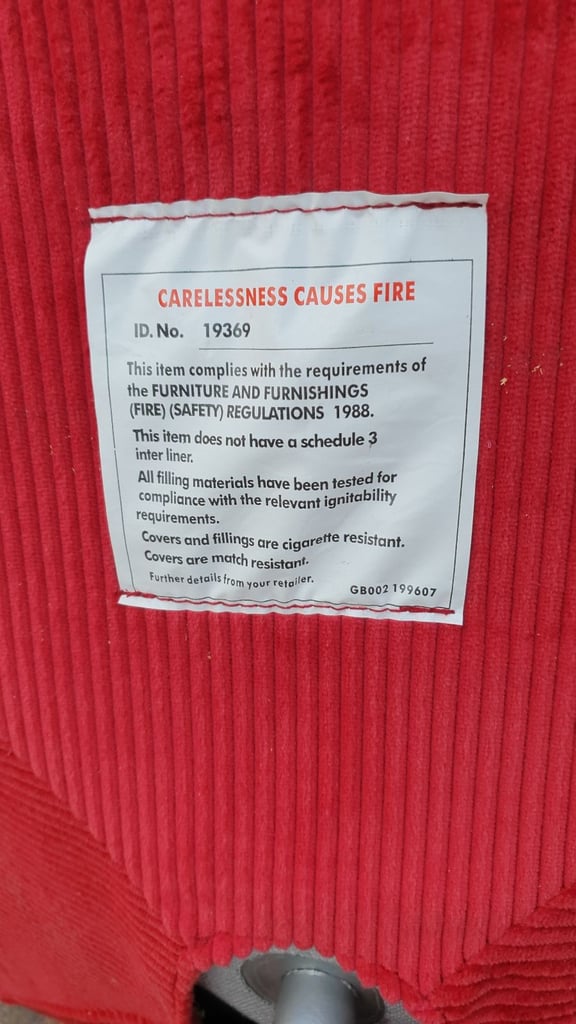 CARELESSNESS CAUSES FIRE
ID. No. 19369
This item complies with the requirements of
the FURNITURE AND FURNISHINGS
(FIRE) (SAFETY) REGULATIONS 1988.
This item does not have a schedule 3
inter liner.
All filling materials have been tested for
compliance with the relevant ignitability
requirements.
Covers and fillings are cigarette resistant.
Covers are match resistant.
Further details from your retailer.
GB002 199607